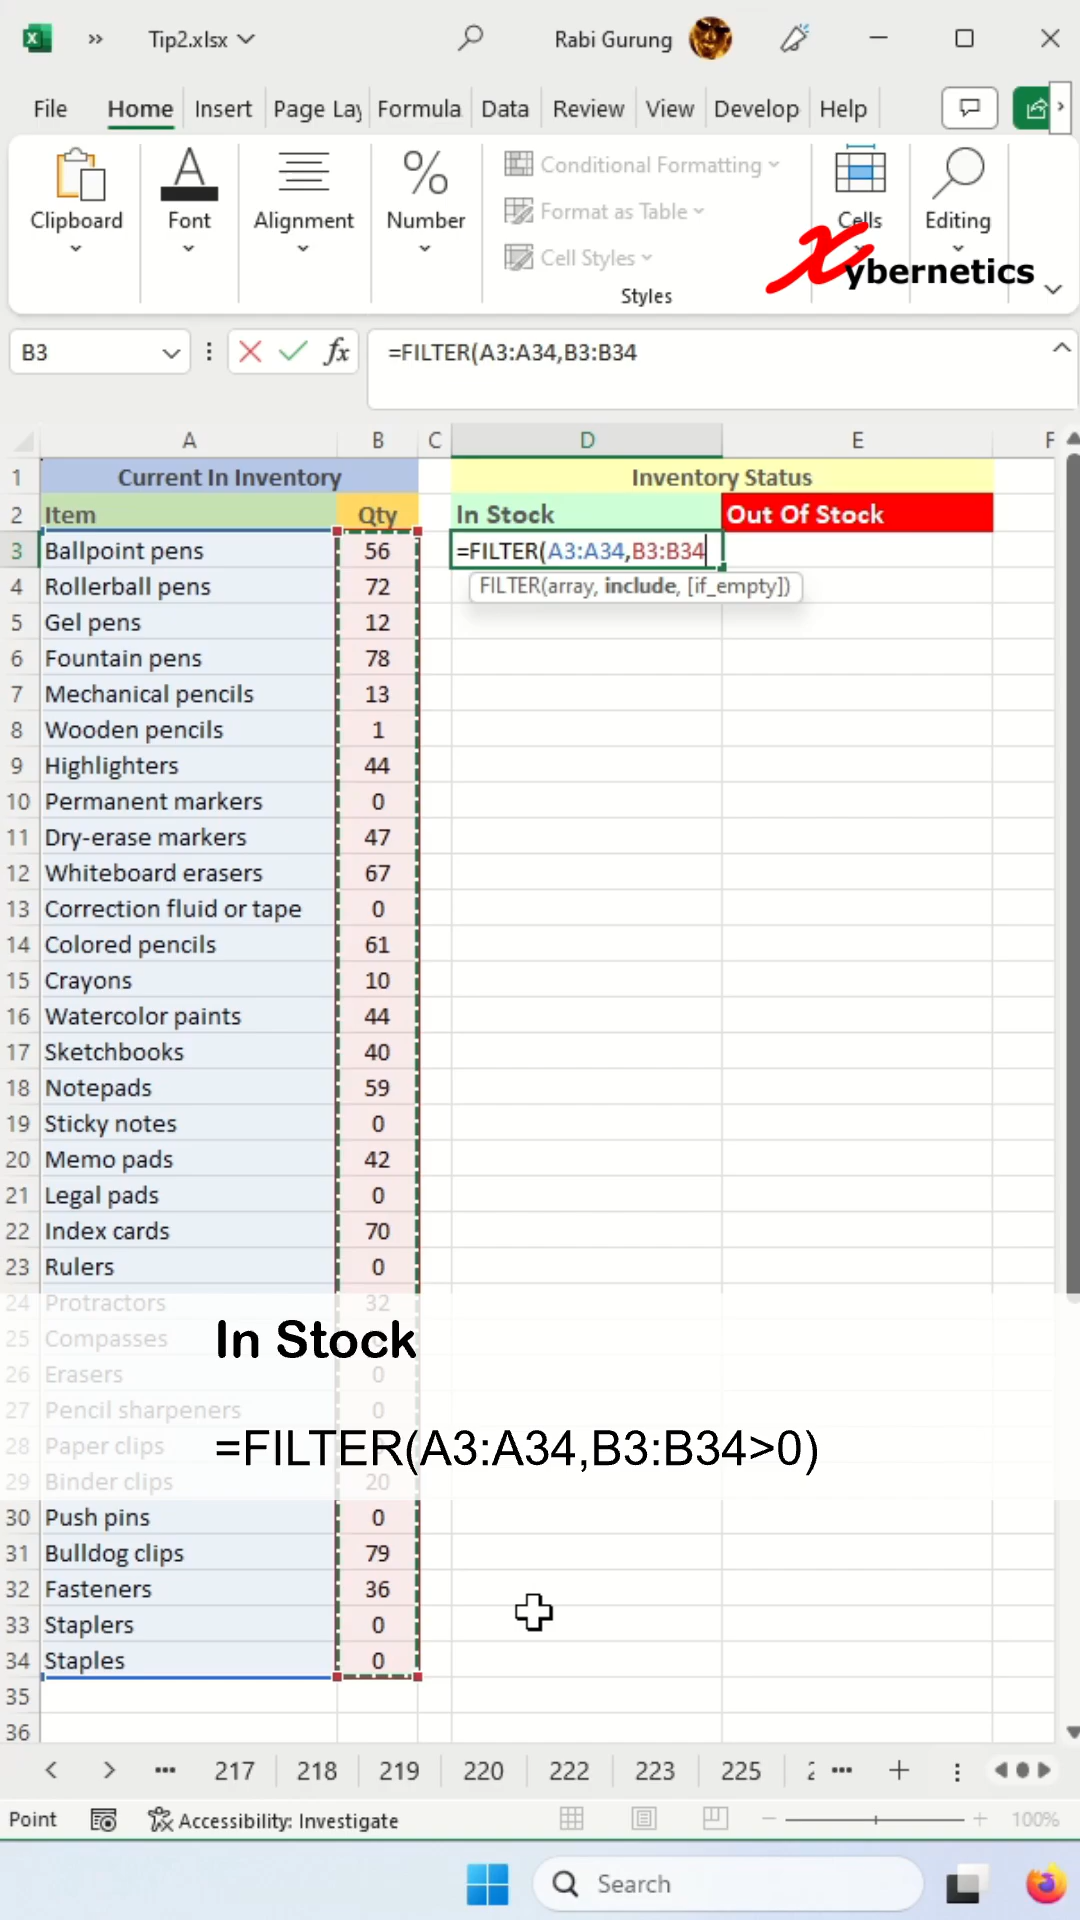 Tip2.xlsx
Rabi Gurung
File Home Insert Page Lay Formula Data Review View Develop Help
Clipboard Font Alignment Number
Conditional Formatting
Format as Table
Cell Styles
Styles
Cells Editing
Xybernetics
B3 fx =FILTER(A3:A34,B3:B34
A B C D E F
1 Current In Inventory Inventory Status
2 Item Qty In Stock Out Of Stock
3 Ballpoint pens 56 =FILTER(A3:A34,B3:B34
FILTER(array, include, [if_empty])
4 Rollerball pens 72
5 Gel pens 12
6 Fountain pens 78
7 Mechanical pencils 13
8 Wooden pencils 1
9 Highlighters 44
10 Permanent markers 0
11 Dry-erase markers 47
12 Whiteboard erasers 67
13 Correction fluid or tape 0
14 Colored pencils 61
15 Crayons 10
16 Watercolor paints 44
17 Sketchbooks 40
18 Notepads 59
19 Sticky notes 0
20 Memo pads 42
21 Legal pads 0
22 Index cards 70
23 Rulers 0
24 Protractors 32
25 Compasses
In Stock
26 Erasers 0
27 Pencil sharpeners 0
28 Paper clips
=FILTER(A3:A34,B3:B34>0)
29 Binder clips 20
30 Push pins 0
31 Bulldog clips 79
32 Fasteners 36
33 Staplers 0
34 Staples 0
35
36
217 218 219 220 222 223 225
Point Accessibility: Investigate 100%
Search